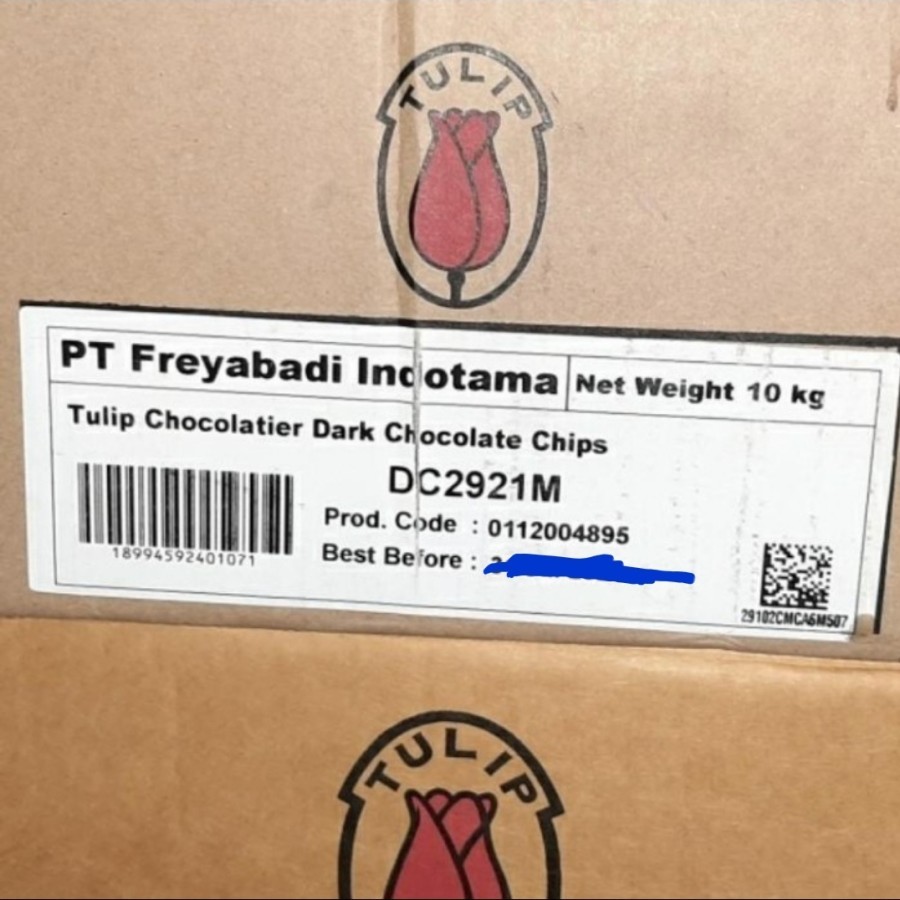 TULIP
PT Freyabadi Indotama
Net Weight 10 kg
Tulip Chocolatier Dark Chocolate Chips
DC2921M
Prod. Code : 0112004895
Best Before :
18994592401071
29102CMCA6M507
TULIP